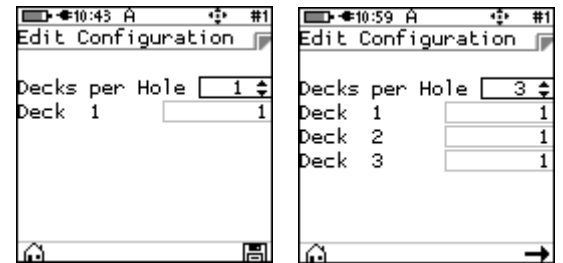 10:43 A #1
Edit Configuration
Decks per Hole 1
Deck 1 1
10:59 A #1
Edit Configuration
Decks per Hole 3
Deck 1 1
Deck 2 1
Deck 3 1